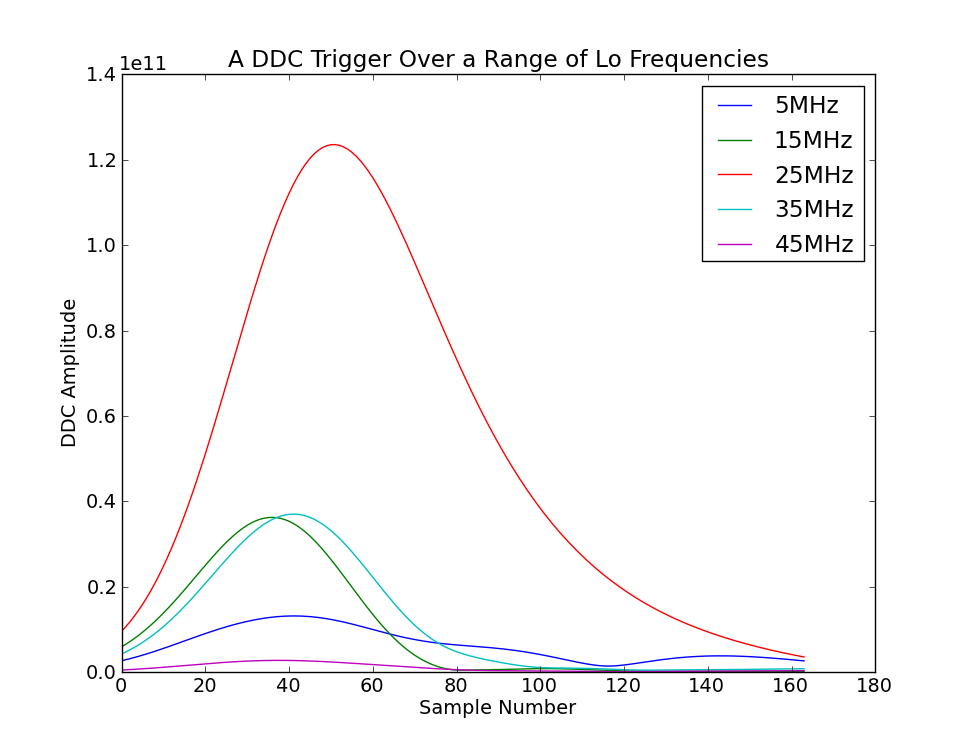 A DDC Trigger Over a Range of Lo Frequencies
1e11
1.4
1.2
1.0
0.8
0.6
0.4
0.2
0.0
DDC Amplitude
5MHz
15MHz
25MHz
35MHz
45MHz
0 20 40 60 80 100 120 140 160 180
Sample Number